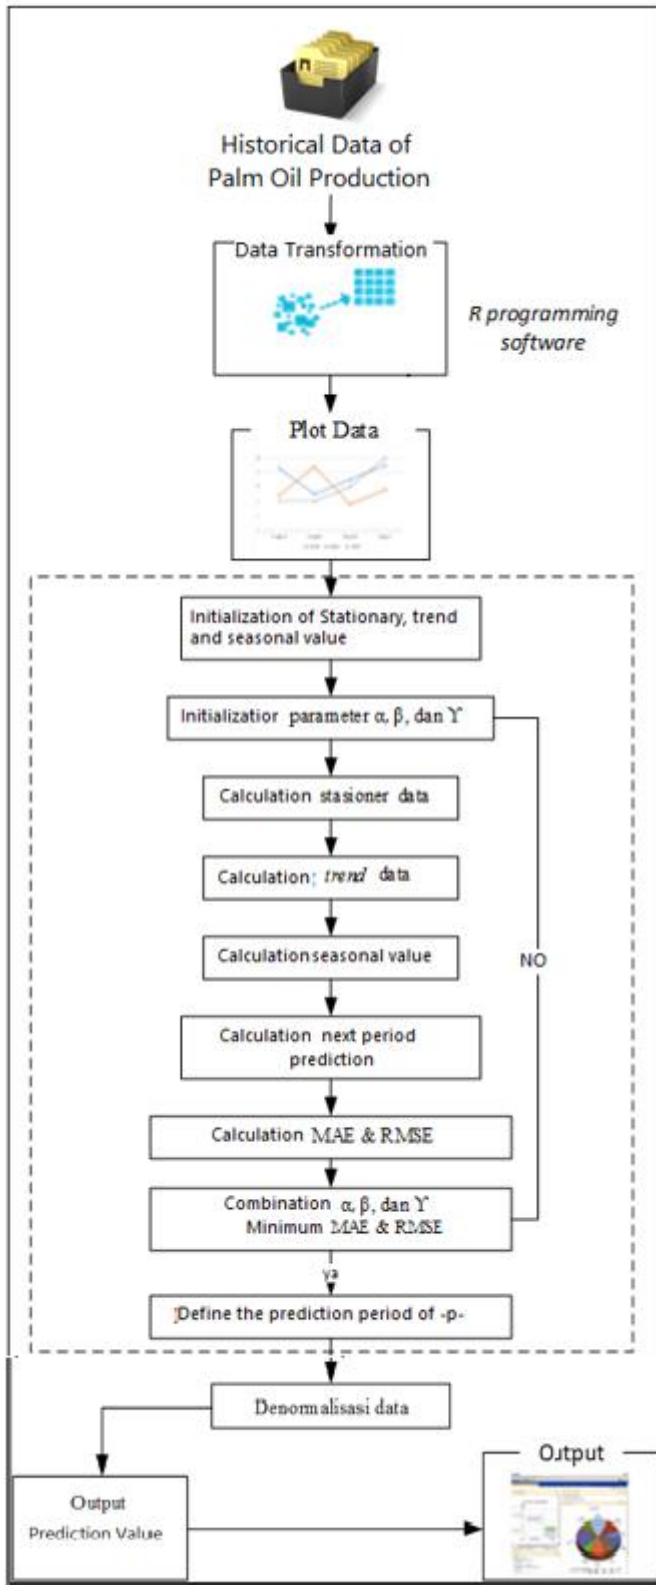 Historical Data of
Palm Oil Production
Data Transformation
R programming
software
Plot Data
Initialization of Stationary, trend
and seasonal value
Initialization parameter α, β, dan ϒ
Calculation stasioner data
Calculation; trend data
Calculation seasonal value
NO
Calculation next period
prediction
Calculation MAE & RMSE
Combination α, β, dan ϒ
Minimum MAE & RMSE
ya
Define the prediction period of -p-
Denormalisasi data
Output
Prediction Value
Output